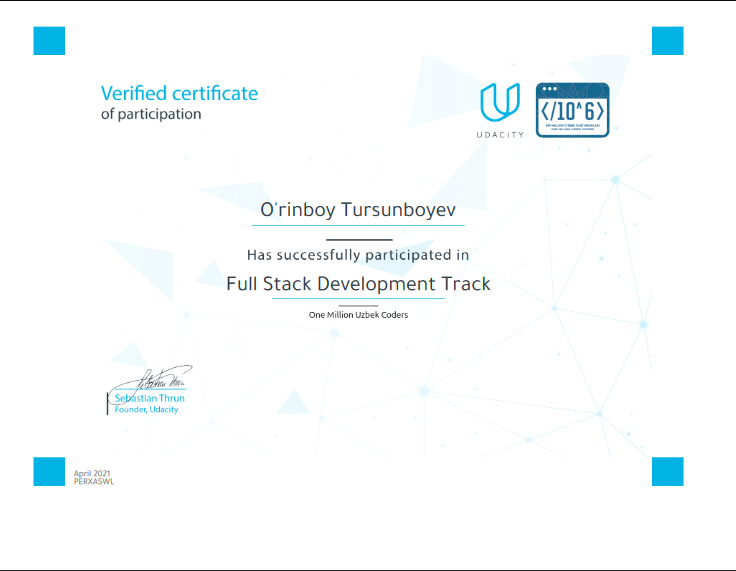 Verified certificate
of participation
UDACITY
</10^6>
O'rinboy Tursunboyev
Has successfully participated in
Full Stack Development Track
One Million Uzbek Coders
Sebastian Thrun
Founder, Udacity
April 2021
PERXASWL